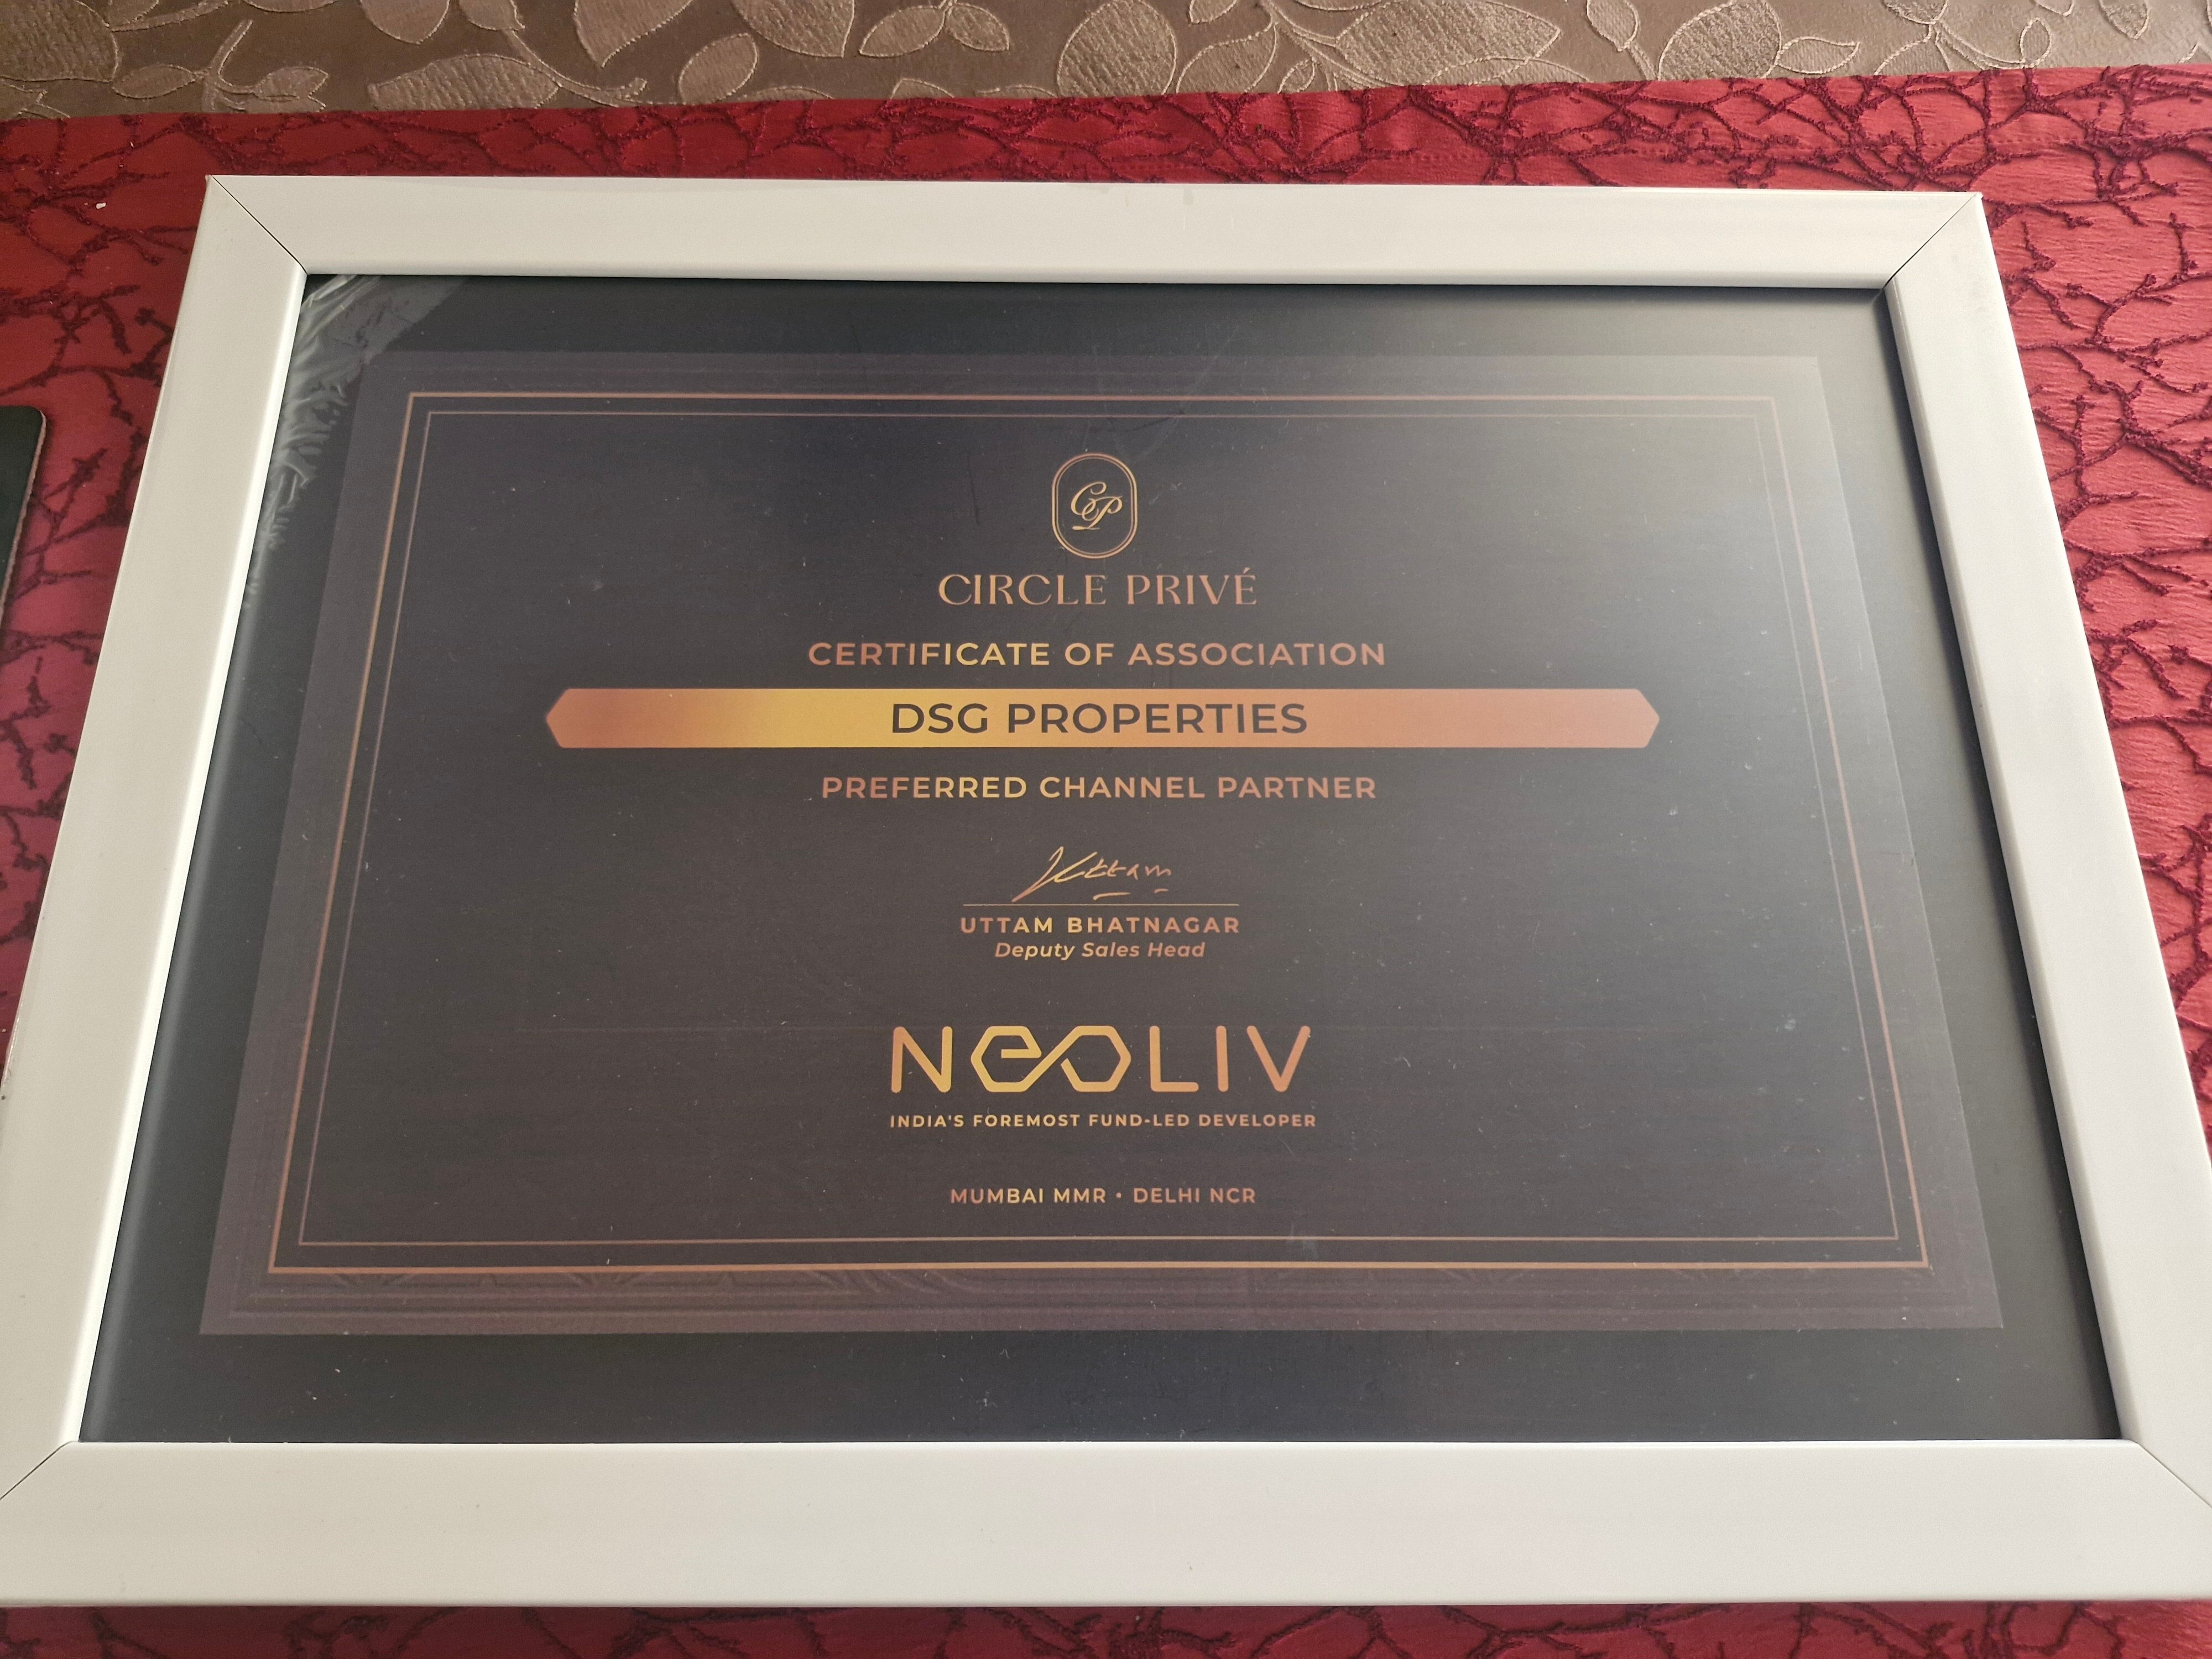 CP
CIRCLE PRIVÉ
CERTIFICATE OF ASSOCIATION
DSG PROPERTIES
PREFERRED CHANNEL PARTNER
Uttam
UTTAM BHATNAGAR
Deputy Sales Head
NEOLIV
INDIA'S FOREMOST FUND-LED DEVELOPER
MUMBAI MMR • DELHI NCR